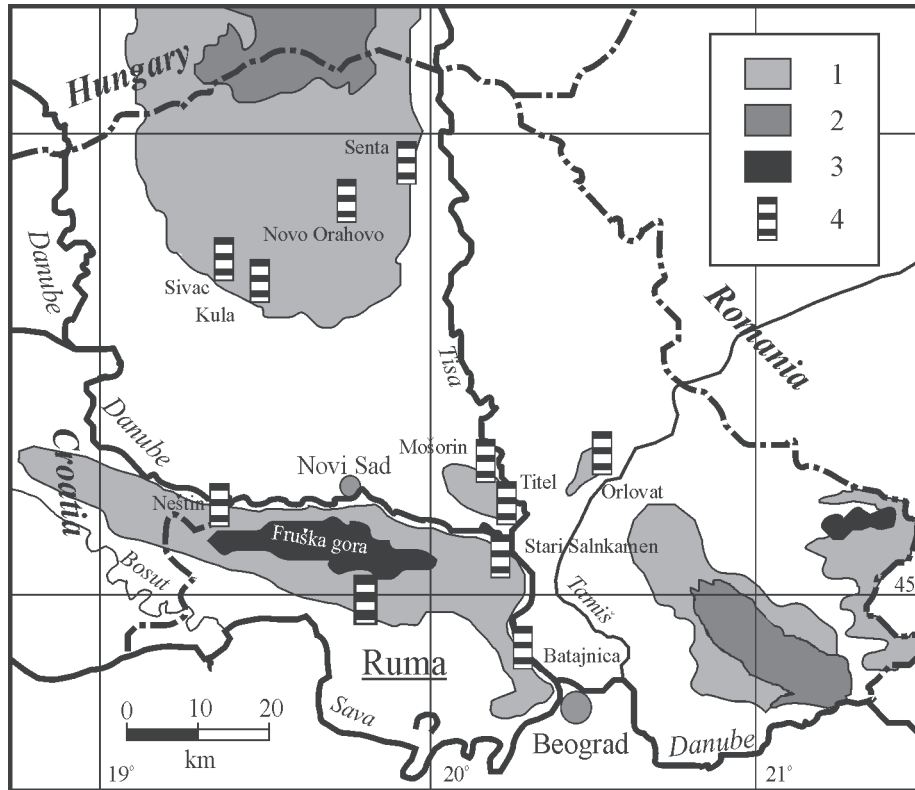 Hungary
1
2
3
4
Senta
Novo Orahovo
Sivac
Kula
Danube
Romania
Tisa
Danube
Croatia
Novi Sad
Mošorin
Titel
Orlovat
Neštin
Fruška gora
Stari Salnkamen
Bosut
Tamiš
45
Ruma
Batajnica
0 10 20
km
Sava
Beograd
Danube
19°
20°
21°